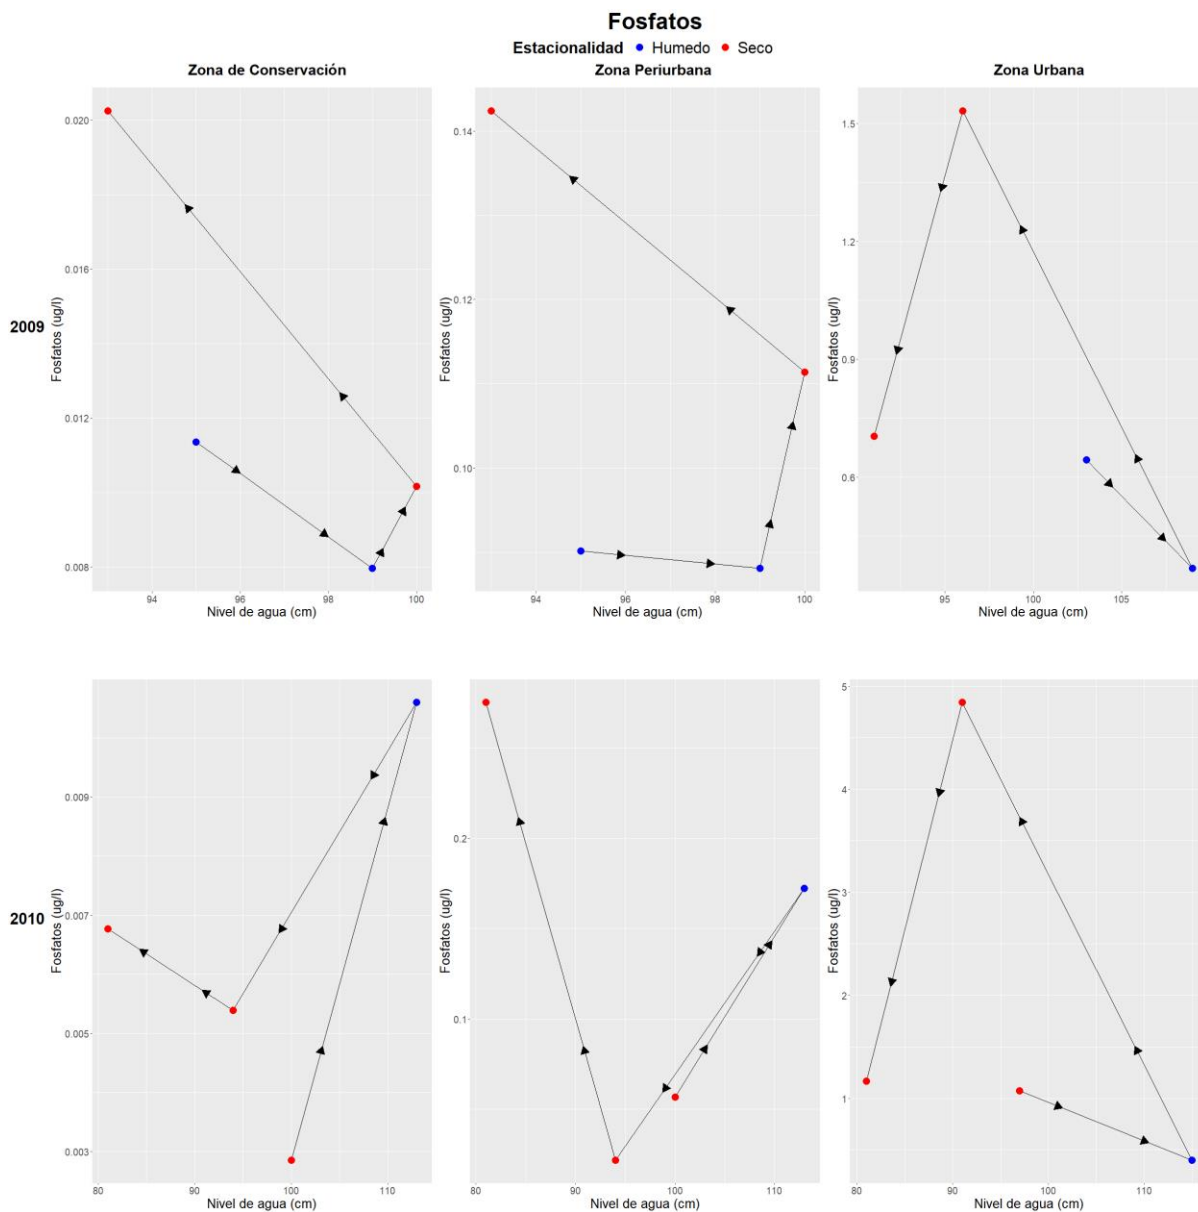 Fosfatos
Estacionalidad Humedo Seco
Zona de Conservación Zona Periurbana Zona Urbana
2009
Fosfatos (ug/l)
0.020
0.016
0.012
0.008
94 96 98 100
Nivel de agua (cm)
Fosfatos (ug/l)
0.14
0.12
0.10
94 96 98 100
Nivel de agua (cm)
Fosfatos (ug/l)
1.5
1.2
0.9
0.6
95 100 105
Nivel de agua (cm)
2010
Fosfatos (ug/l)
0.009
0.007
0.005
0.003
80 90 100 110
Nivel de agua (cm)
Fosfatos (ug/l)
0.2
0.1
80 90 100 110
Nivel de agua (cm)
Fosfatos (ug/l)
5
4
3
2
1
80 90 100 110
Nivel de agua (cm)